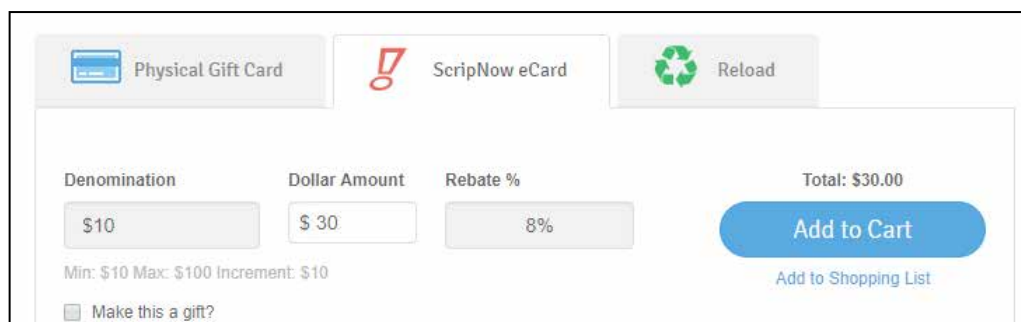 Physical Gift Card
ScripNow eCard
Reload
Denomination
Dollar Amount
Rebate %
Total: $30.00
$10
$ 30
8%
Add to Cart
Min: $10 Max: $100 Increment: $10
Add to Shopping List
Make this a gift?